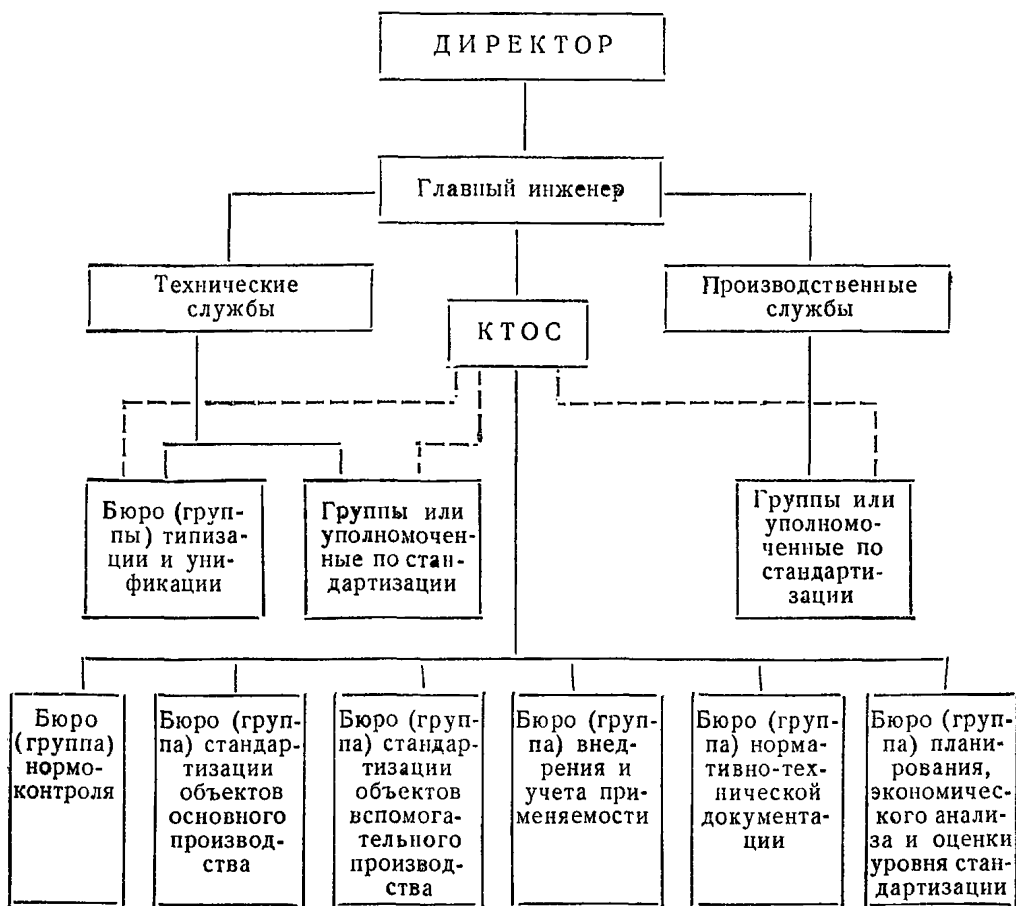 ДИРЕКТОР
Главный инженер
Технические
службы
КТОС
Производственные
службы
Бюро (груп-
пы) типиза-
ции и уни-
фикации
Группы или
уполномочен-
ные по стан-
дартизации
Группы или
уполномо-
ченные по
стандарти-
зации
Бюро
(группа)
нормо-
контроля
Бюро (груп-
па) стандар-
тизации
объектов
основного
производ-
ства
Бюро (груп-
па) стандар-
тизации
объектов
вспомога-
тельного
производ-
ства
Бюро (груп-
па) внед-
рения и
учета при-
меняемости
Бюро (груп-
па) норма-
тивно-тех-
нической
документа-
ции
Бюро (груп-
па) плани-
рования,
экономичес-
кого анали-
за и оценки
уровня стан-
дартизации